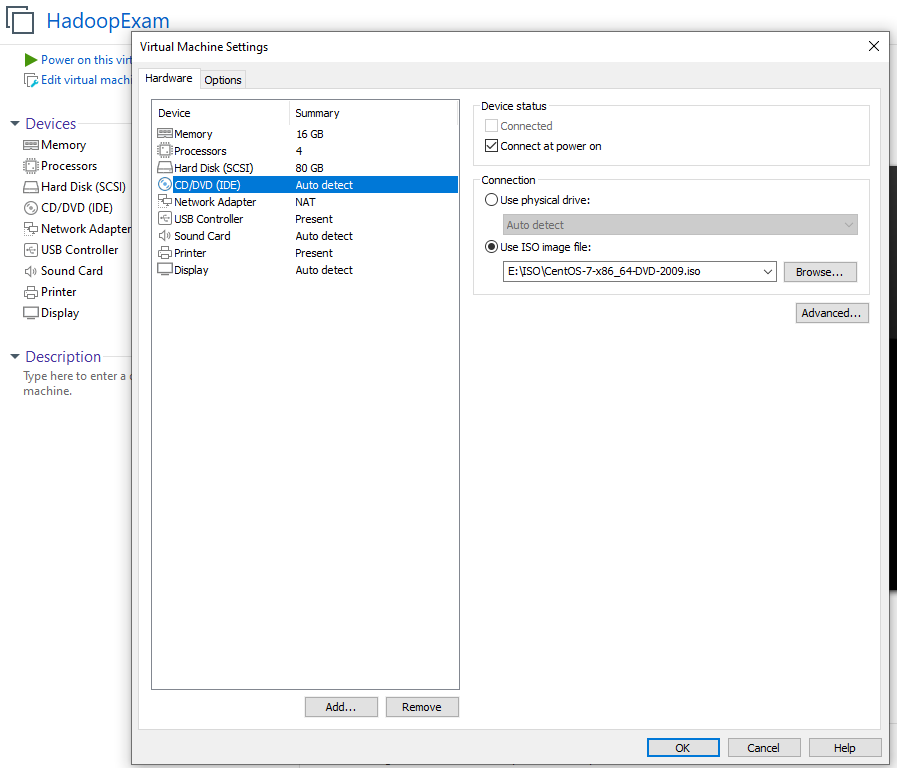 HadoopExam
Power on this virt
Edit virtual machi
Devices
Memory
Processors
Hard Disk (SCSI)
CD/DVD (IDE)
Network Adapter
USB Controller
Sound Card
Printer
Display
Description
Type here to enter a
machine.
Virtual Machine Settings
Hardware Options
Device Summary
Memory 16 GB
Processors 4
Hard Disk (SCSI) 80 GB
CD/DVD (IDE) Auto detect
Network Adapter NAT
USB Controller Present
Sound Card Auto detect
Printer Present
Display Auto detect
Add... Remove
Device status
Connected
Connect at power on
Connection
Use physical drive:
Auto detect
Use ISO image file:
E:\ISO\CentOS-7-x86_64-DVD-2009.iso Browse...
Advanced...
OK Cancel Help